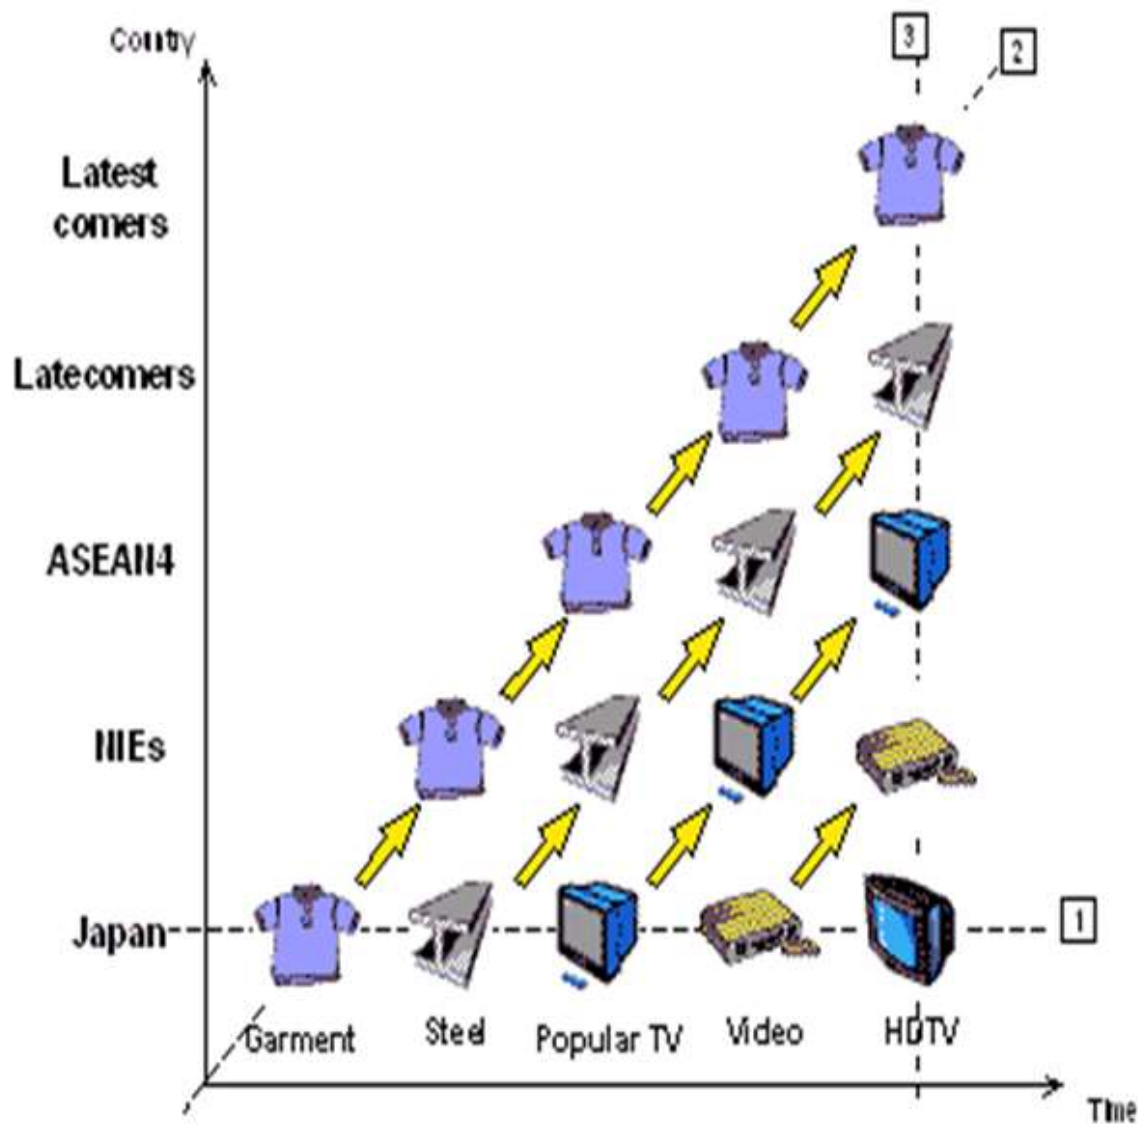 Country
3
2
Latest
comers
Latecomers
ASEAN4
NIEs
Japan
1
Garment
Steel
Popular TV
Video
HDTV
Time